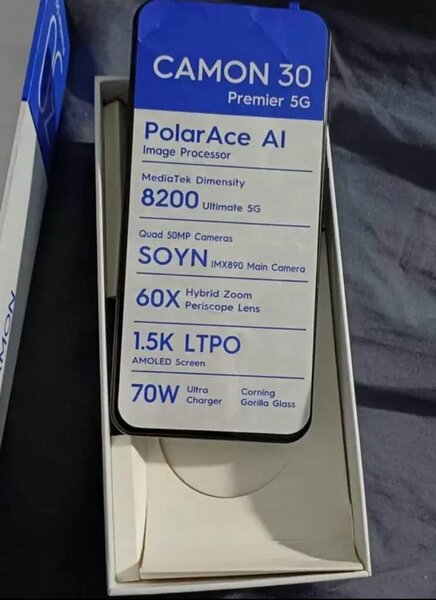 CAMON 30
Premier 5G
PolarAce AI
Image Processor
MediaTek Dimensity
8200 Ultimate 5G
Quad 50MP Cameras
SOYN IMX890 Main Camera
60X Hybrid Zoom
Periscope Lens
1.5K LTPO
AMOLED Screen
70W Ultra
Charger
Corning
Gorilla Glass